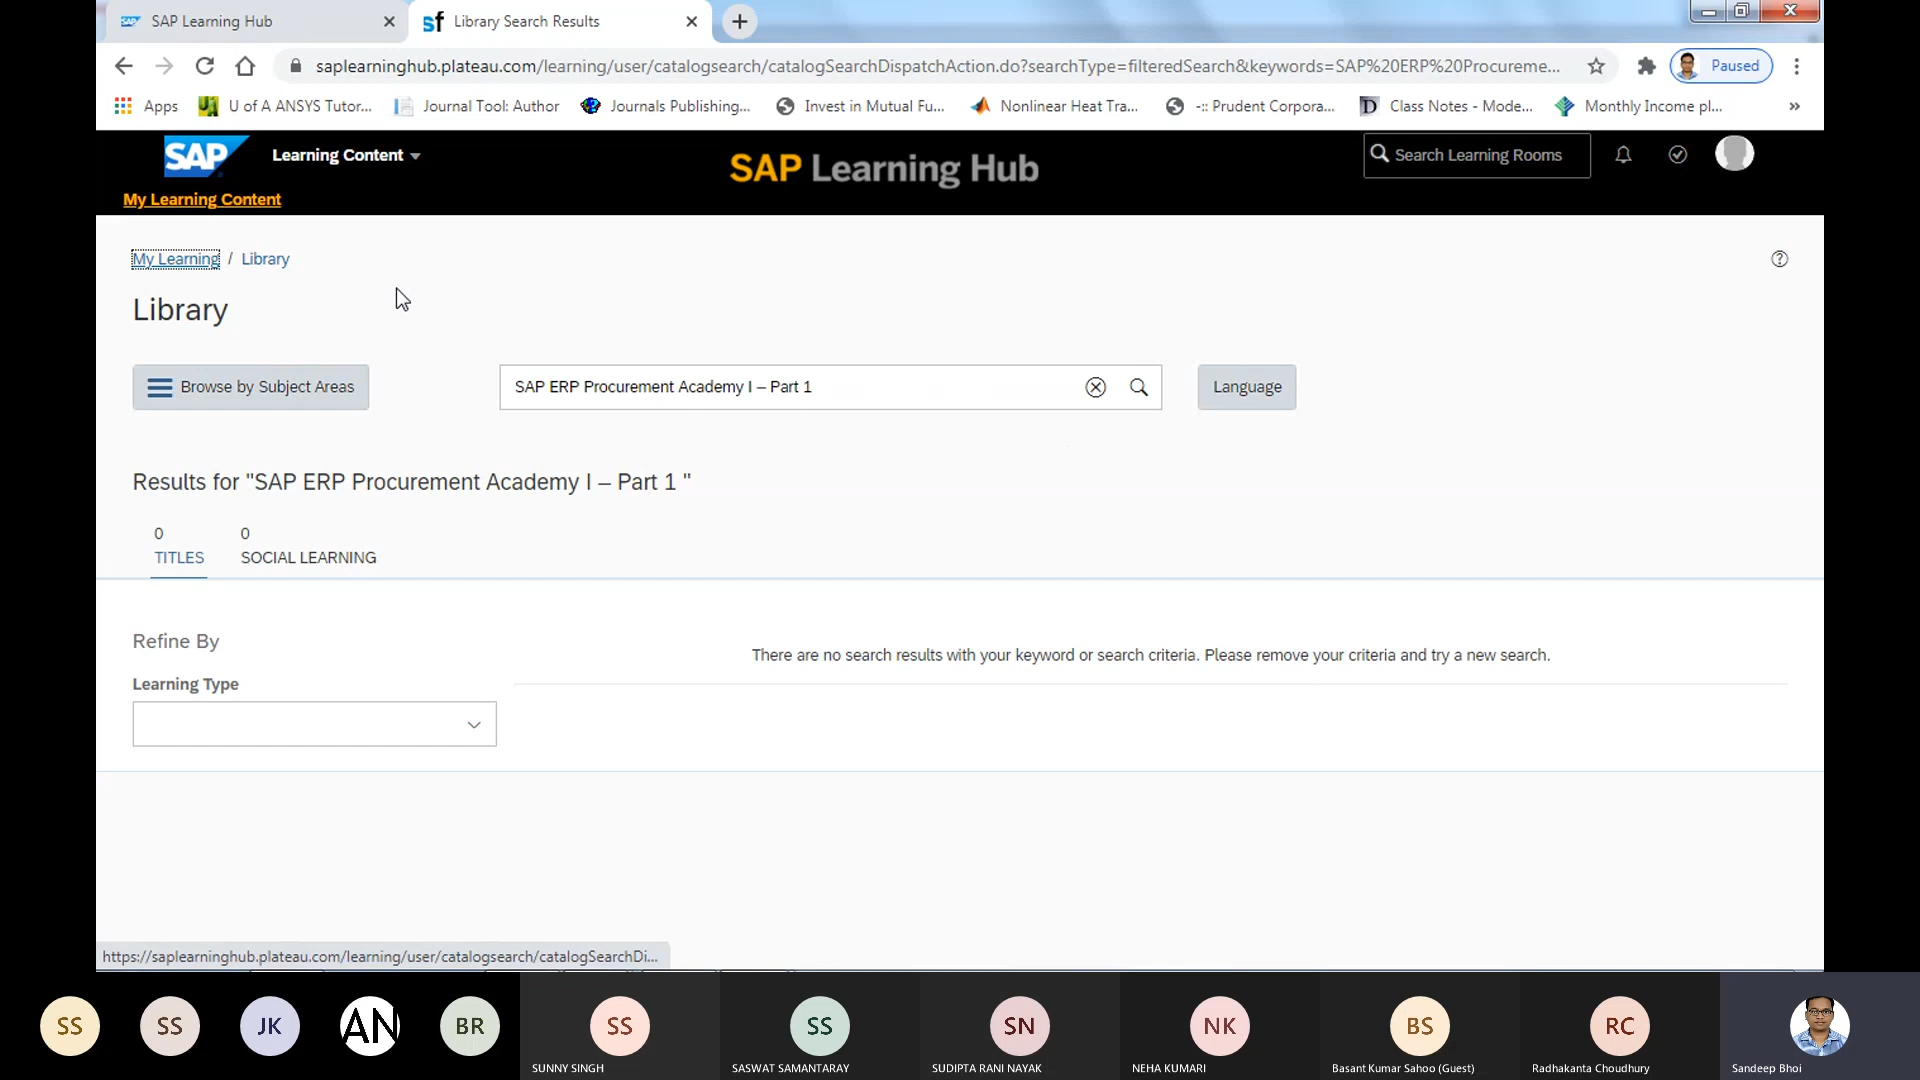 SAP Learning Hub
sf Library Search Results
saplearninghub.plateau.com/learning/user/catalogsearch/catalogSearchDispatchAction.do?searchType=filteredSearch&keywords=SAP%20ERP%20Procureme...
Paused
Apps
U of A ANSYS Tutor...
Journal Tool: Author
Journals Publishing...
Invest in Mutual Fu...
Nonlinear Heat Tra...
-:: Prudent Corpora...
Class Notes - Mode...
Monthly Income pl...
»
SAP
Learning Content
SAP Learning Hub
Search Learning Rooms
My Learning Content
My Learning / Library
Library
Browse by Subject Areas
SAP ERP Procurement Academy I – Part 1
Language
Results for "SAP ERP Procurement Academy I – Part 1 "
0 0
TITLES SOCIAL LEARNING
Refine By
There are no search results with your keyword or search criteria. Please remove your criteria and try a new search.
Learning Type
https://saplearninghub.plateau.com/learning/user/catalogsearch/catalogSearchDi...
SS
SS
JK
AN
BR
SS
SUNNY SINGH
SS
SASWAT SAMANTARAY
SN
SUDIPTA RANI NAYAK
NK
NEHA KUMARI
BS
Basant Kumar Sahoo (Guest)
RC
Radhakanta Choudhury
Sandeep Bhoi